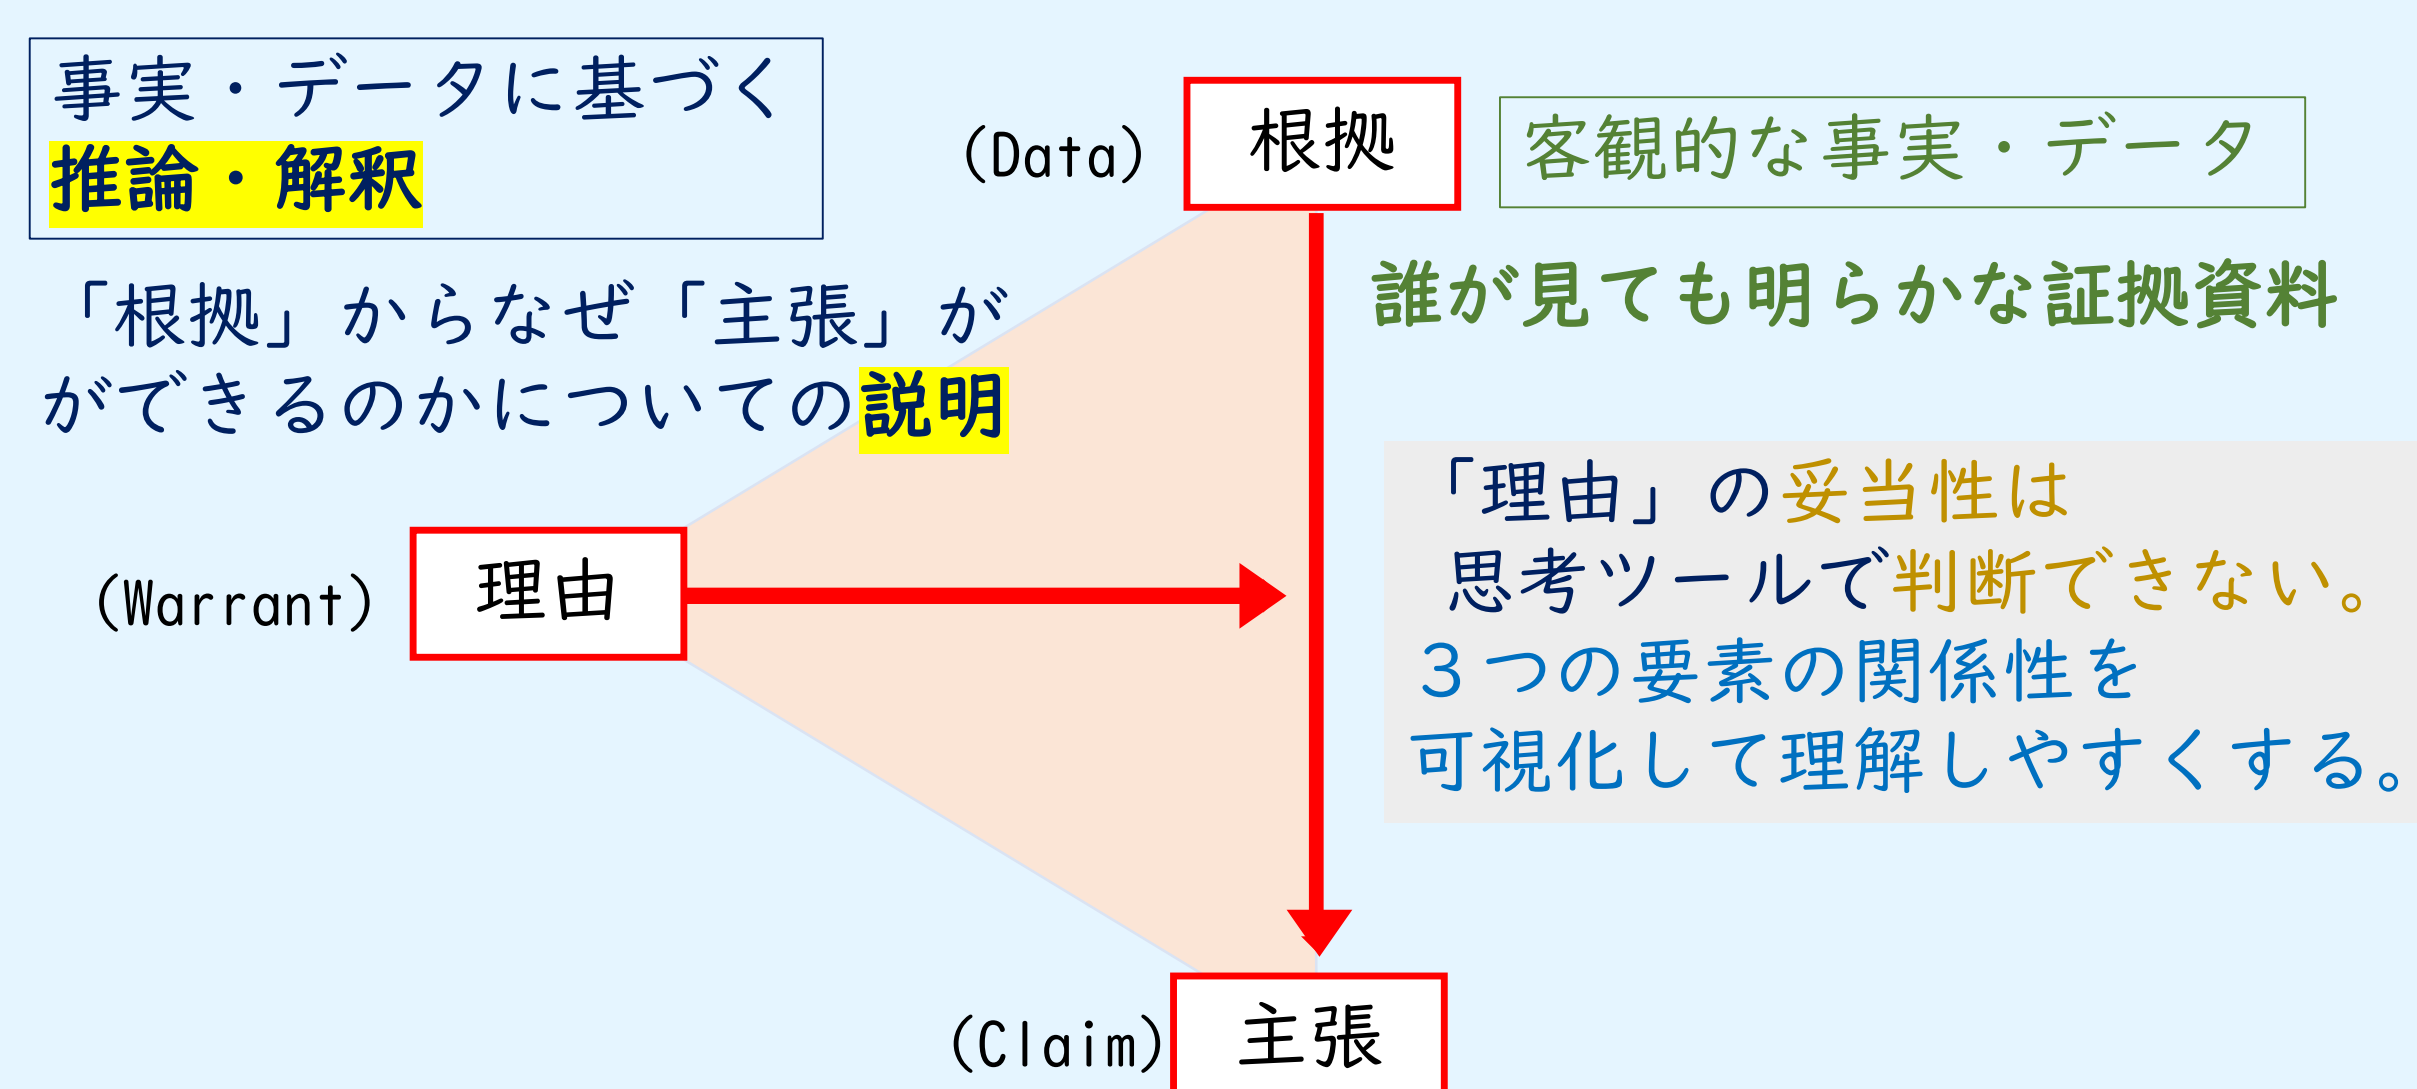 事実・データに基づく
推論・解釈
「根拠」からなぜ「主張」が
ができるのかについての説明
(Data)
根拠
客観的な事実・データ
誰が見ても明らかな証拠資料
(Warrant)
理由
「理由」の妥当性は
思考ツールで判断できない。
３つの要素の関係性を
可視化して理解しやすくする。
(Claim)
主張